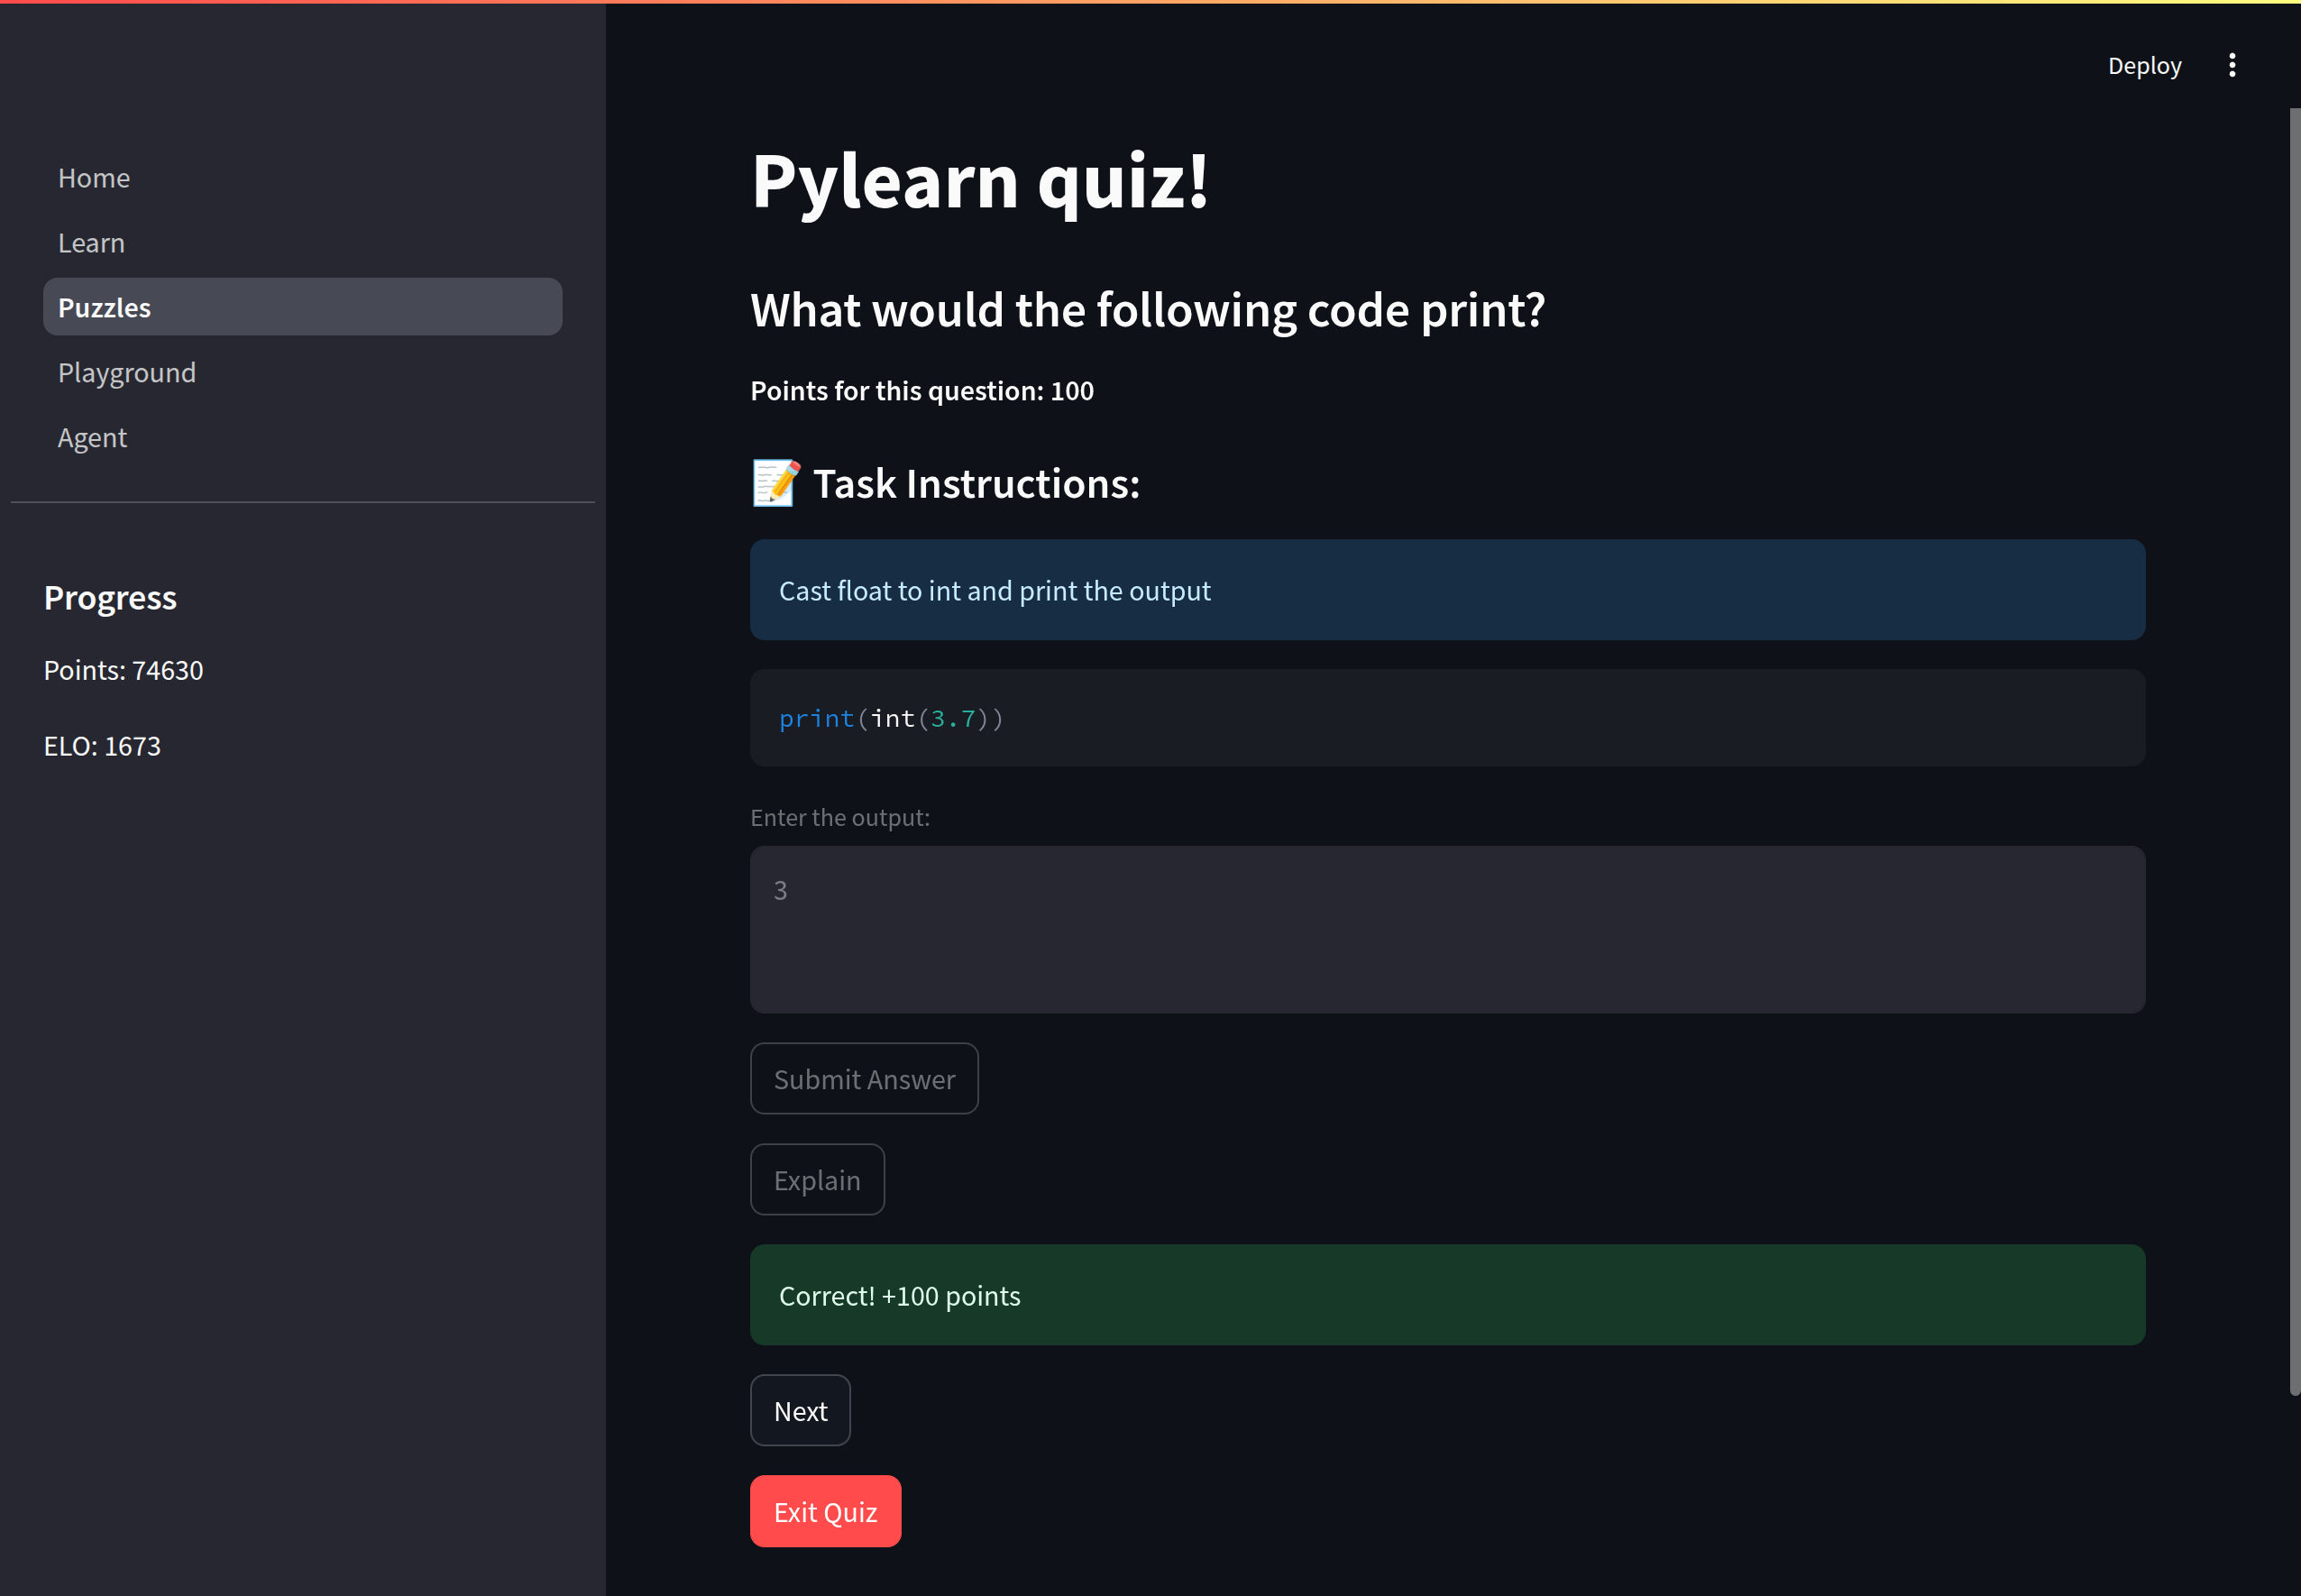 Deploy
Home
Learn
Puzzles
Playground
Agent
Progress
Points: 74630
ELO: 1673
Pylearn quiz!
What would the following code print?
Points for this question: 100
📝 Task Instructions:
Cast float to int and print the output
print(int(3.7))
Enter the output:
3
Submit Answer
Explain
Correct! +100 points
Next
Exit Quiz